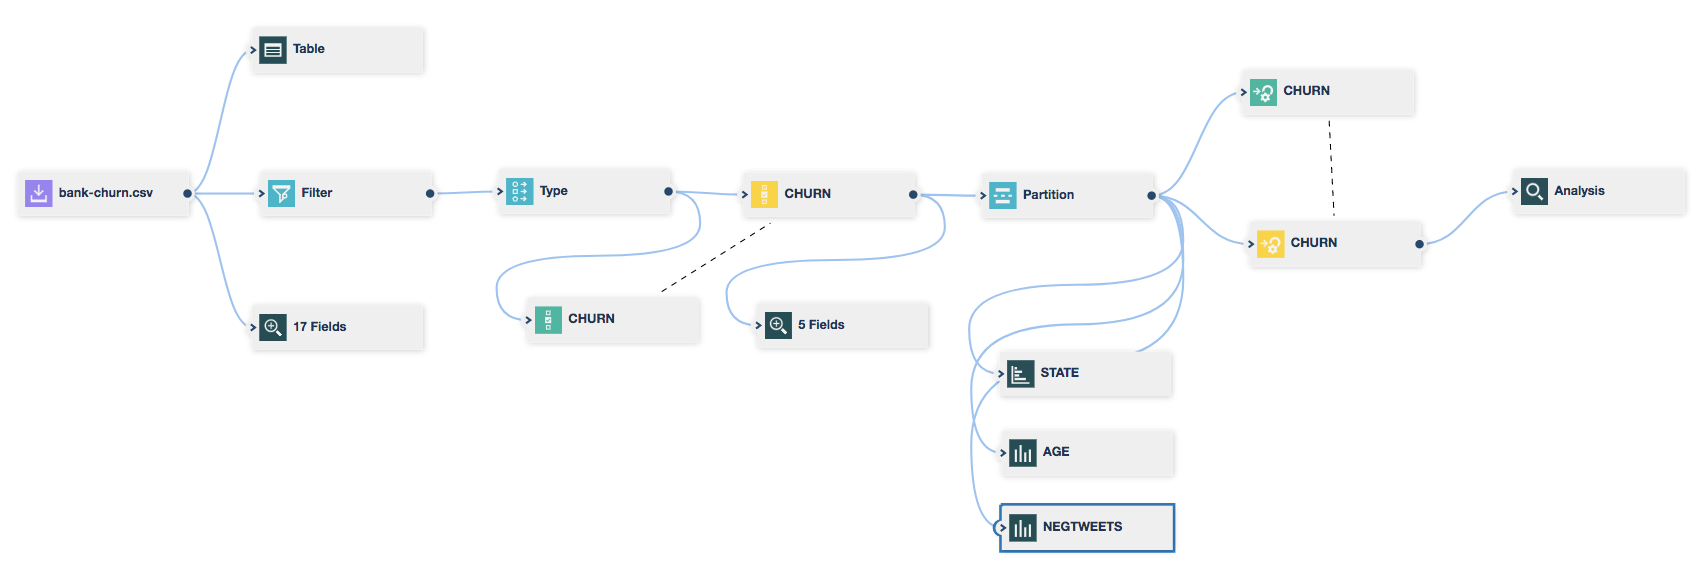 Table
bank-churn.csv
Filter
Type
CHURN
Partition
CHURN
CHURN
Analysis
17 Fields
CHURN
5 Fields
STATE
AGE
NEGTWEETS